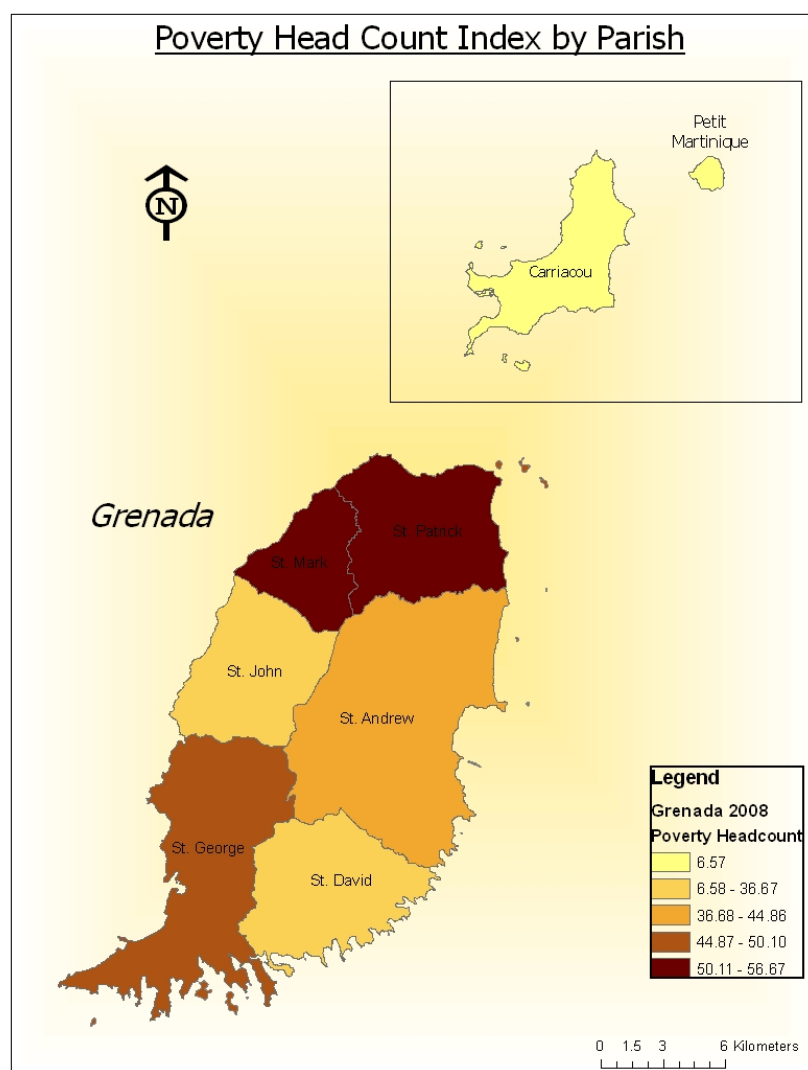 Poverty Head Count Index by Parish
Petit
Martinique
N
Carriacou
Grenada
St. Patrick
St. Mark
St. John
St. Andrew
St. George
St. David
Legend
Grenada 2008
Poverty Headcount
6.57
6.58 - 36.67
36.68 - 44.86
44.87 - 50.10
50.11 - 56.67
0 1.5 3 6 Kilometers